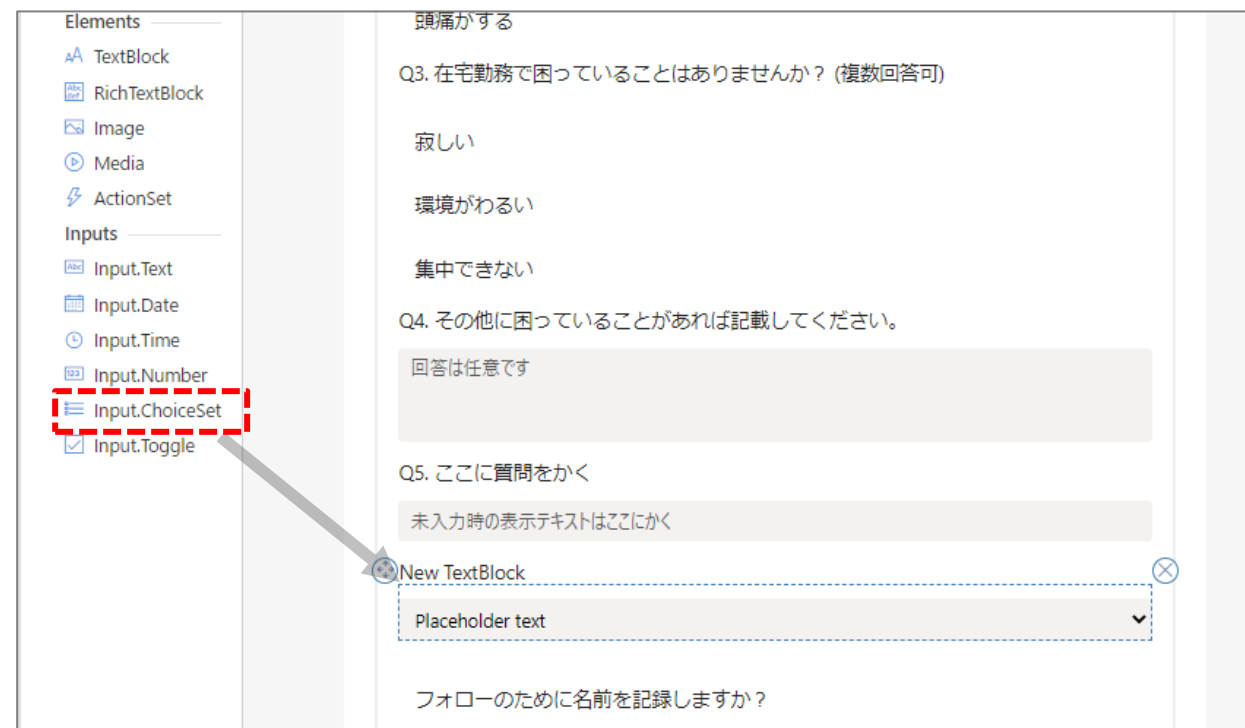 Elements
TextBlock
RichTextBlock
Image
Media
ActionSet
Inputs
Input.Text
Input.Date
Input.Time
Input.Number
Input.ChoiceSet
Input.Toggle
頭痛がする
Q3. 在宅勤務で困っていることはありませんか？ (複数回答可)
寂しい
環境がわるい
集中できない
Q4. その他に困っていることがあれば記載してください。
回答は任意です
Q5. ここに質問をかく
未入力時の表示テキストはここにかく
New TextBlock
Placeholder text
フォローのために名前を記録しますか？